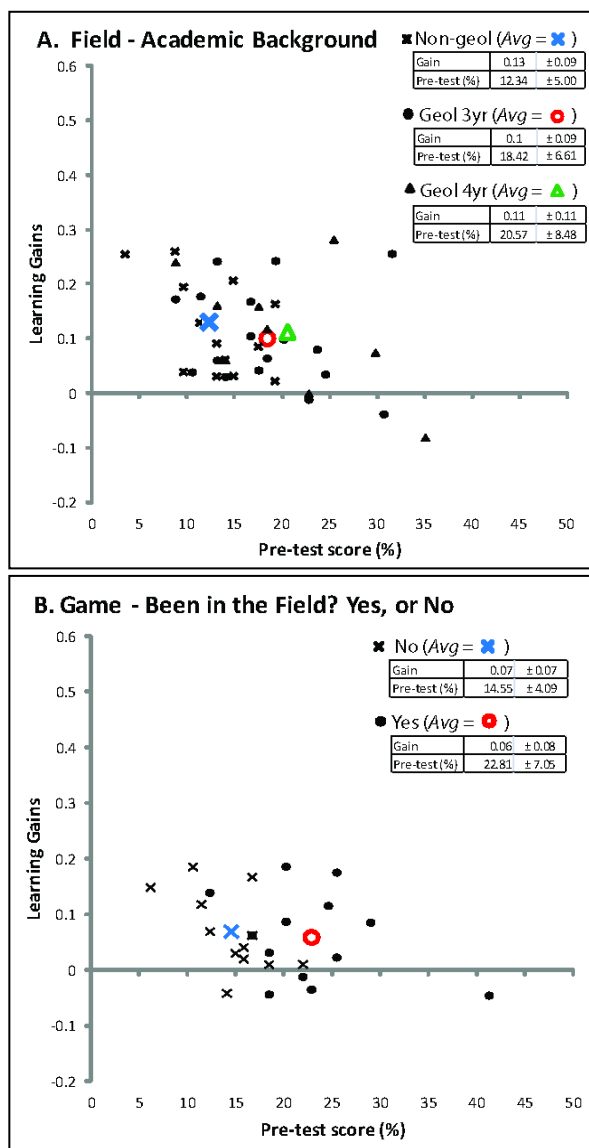 A. Field - Academic Background
Non-geol (Avg = )
Gain 0.13 ±0.09
Pre-test (%) 12.34 ±5.00
Geol 3yr (Avg = )
Gain 0.1 ±0.09
Pre-test (%) 18.42 ±6.61
Geol 4yr (Avg = )
Gain 0.11 ±0.11
Pre-test (%) 20.57 ±8.48
0.6
0.5
0.4
0.3
0.2
0.1
0
-0.1
-0.2
Learning Gains
0 5 10 15 20 25 30 35 40 45 50
Pre-test score (%)
B. Game - Been in the Field? Yes, or No
No (Avg = )
Gain 0.07 ±0.07
Pre-test (%) 14.55 ±4.09
Yes (Avg = )
Gain 0.06 ±0.08
Pre-test (%) 22.81 ±7.05
0.6
0.5
0.4
0.3
0.2
0.1
0
-0.1
-0.2
Learning Gains
0 5 10 15 20 25 30 35 40 45 50
Pre-test score (%)